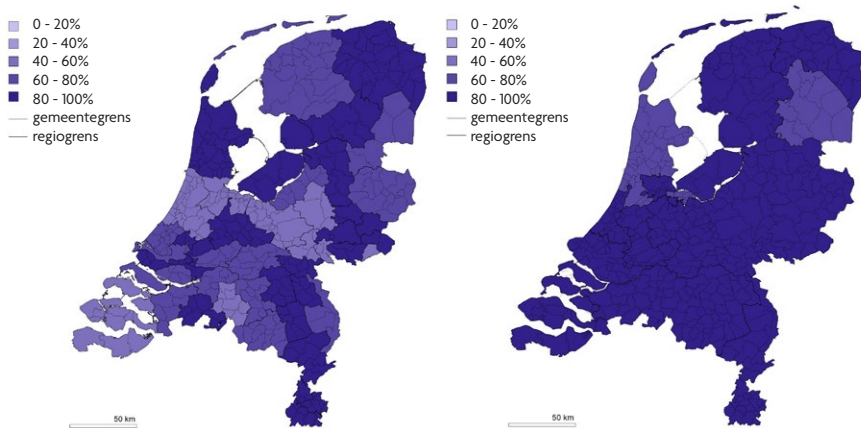 0 - 20%
20 - 40%
40 - 60%
60 - 80%
80 - 100%
gemeentegrens
regiogrens
50 km
0 - 20%
20 - 40%
40 - 60%
60 - 80%
80 - 100%
gemeentegrens
regiogrens
50 km